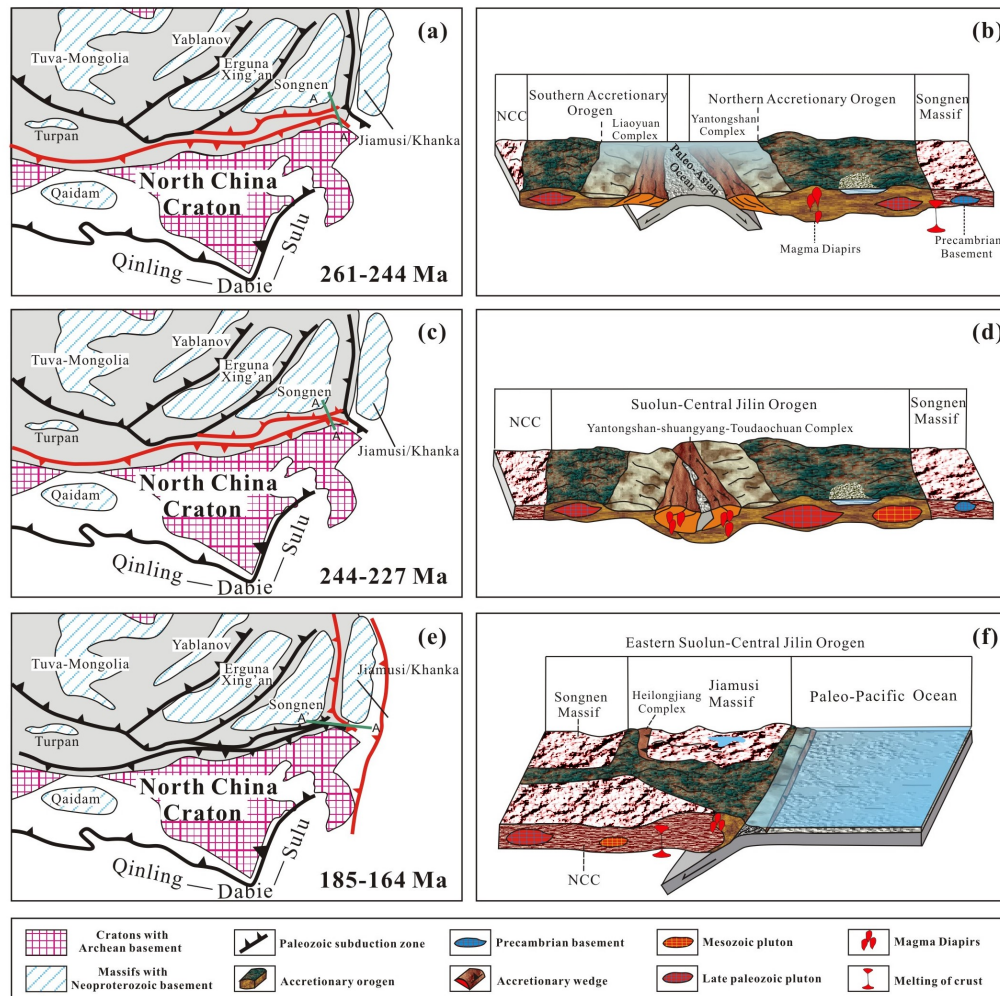 (a)
Yablanov
Tuva-Mongolia
Erguna
Xing'an
Songnen
A
A'
Turpan
Jiamusi/Khanka
Qaidam
North China
Craton
Qinling
Dabie
Sulu
261-244 Ma
(b)
Southern Accretionary
Orogen
Northern Accretionary Orogen
NCC
Liaoyuan
Complex
Yantongshan
Complex
Songnen
Massif
Paleo-Asian
Ocean
Magma Diapirs
Precambrian
Basement
(c)
Yablanov
Tuva-Mongolia
Erguna
Xing'an
Songnen
A
A'
Turpan
Jiamusi/Khanka
Qaidam
North China
Craton
Qinling
Dabie
Sulu
244-227 Ma
(d)
NCC
Suolun-Central Jilin Orogen
Songnen
Massif
Yantongshan-shuangyang-Toudaochuan Complex
(e)
Yablanov
Tuva-Mongolia
Erguna
Xing'an
Jiamusi/Khanka
Songnen
A'
A
Turpan
Qaidam
North China
Craton
Qinling
Dabie
Sulu
185-164 Ma
(f)
Eastern Suolun-Central Jilin Orogen
Songnen
Massif
Heilongjiang
Complex
Jiamusi
Massif
Paleo-Pacific Ocean
NCC
Cratons with
Archean basement
Paleozoic subduction zone
Precambrian basement
Mesozoic pluton
Magma Diapirs
Massifs with
Neoproterozoic basement
Accretionary orogen
Accretionary wedge
Late paleozoic pluton
Melting of crust